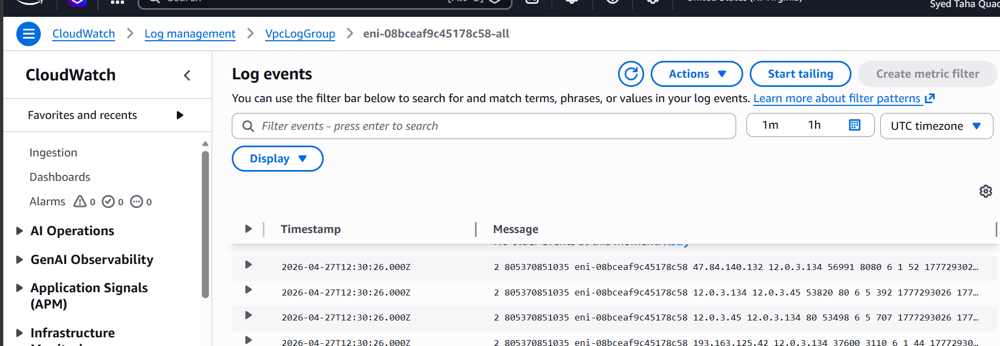 Syed Taha Quad
CloudWatch > Log management > VpcLogGroup > eni-08bceaf9c45178c58-all
CloudWatch
Favorites and recents
Ingestion
Dashboards
Alarms 0 0 0
AI Operations
GenAI Observability
Application Signals
(APM)
Infrastructure
Log events
Actions
Start tailing
Create metric filter
You can use the filter bar below to search for and match terms, phrases, or values in your log events. Learn more about filter patterns
Filter events - press enter to search
1m 1h
UTC timezone
Display
Timestamp Message
2026-04-27T12:30:26.000Z 2 805370851035 eni-08bceaf9c45178c58 47.84.140.132 12.0.3.134 56991 8080 6 1 52 177729302…
2026-04-27T12:30:26.000Z 2 805370851035 eni-08bceaf9c45178c58 12.0.3.134 12.0.3.45 53820 80 6 5 392 1777293026 177…
2026-04-27T12:30:26.000Z 2 805370851035 eni-08bceaf9c45178c58 12.0.3.45 12.0.3.134 80 53498 6 5 707 1777293026 177…
2026-04-27T12:30:26.000Z 2 805370851035 eni-08bceaf9c45178c58 193.163.125.42 12.0.3.134 37600 3110 6 1 44 17772930…